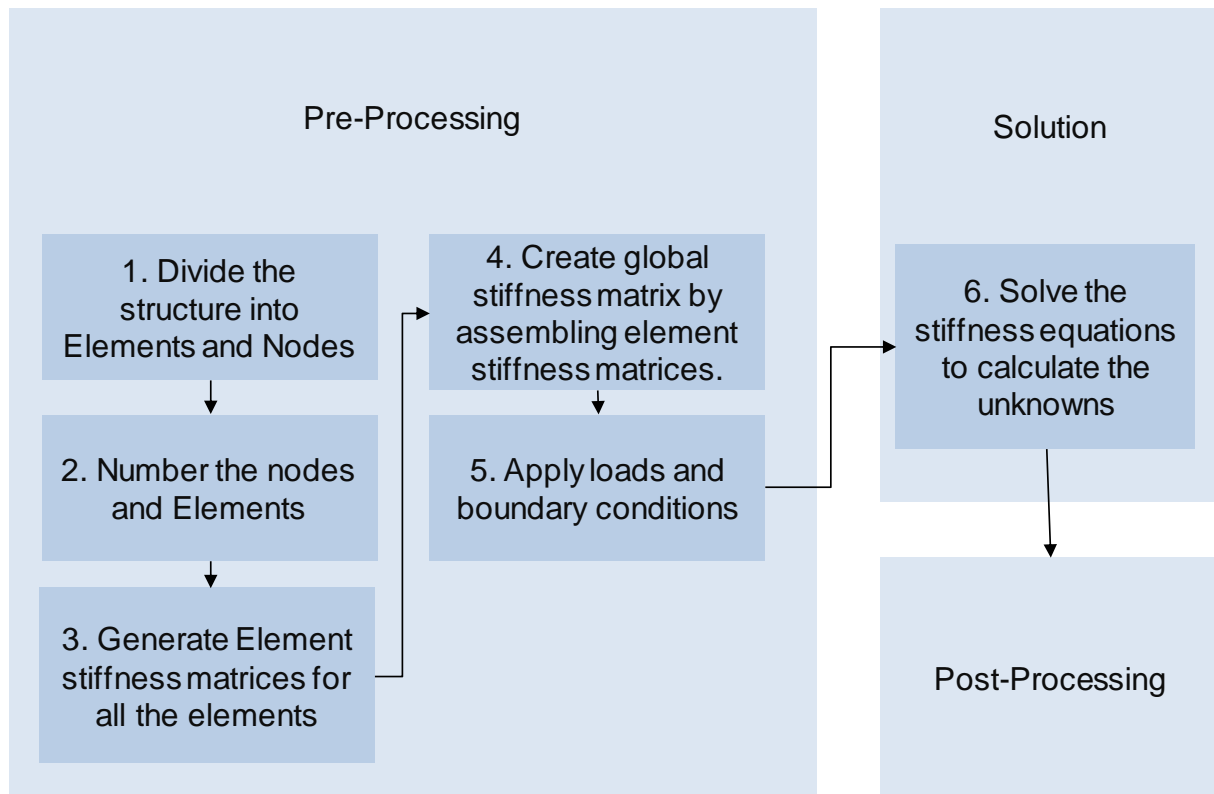 Pre-Processing
1. Divide the
structure into
Elements and Nodes
2. Number the nodes
and Elements
3. Generate Element
stiffness matrices for
all the elements
4. Create global
stiffness matrix by
assembling element
stiffness matrices.
5. Apply loads and
boundary conditions
Solution
6. Solve the
stiffness equations
to calculate the
unknowns
Post-Processing